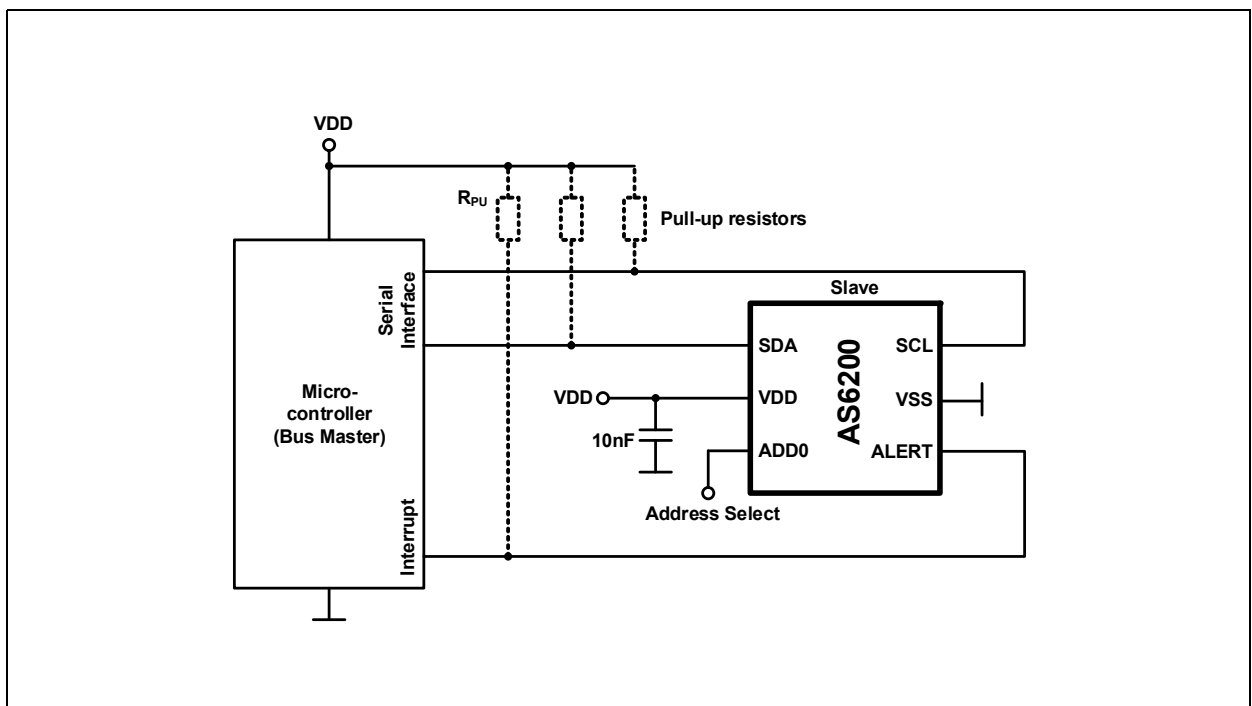 VDD
RPU
Pull-up resistors
Serial
Interface
Slave
SDA
SCL
AS6200
VDD
VDD
VSS
Micro-
controller
(Bus Master)
10nF
ADD0
ALERT
Address Select
Interrupt